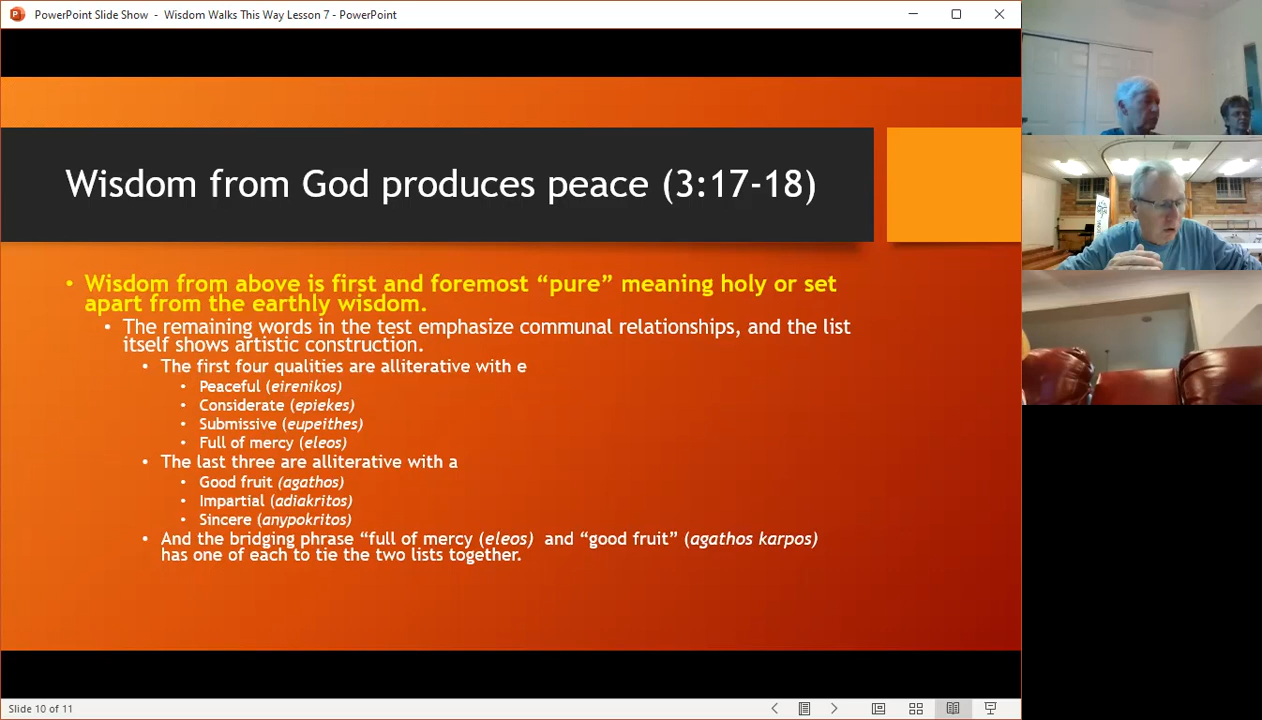 PowerPoint Slide Show - Wisdom Walks This Way Lesson 7 - PowerPoint
Wisdom from God produces peace (3:17-18)
• Wisdom from above is first and foremost “pure” meaning holy or set
apart from the earthly wisdom.
• The remaining words in the test emphasize communal relationships, and the list
itself shows artistic construction.
• The first four qualities are alliterative with e
• Peaceful (eirenikos)
• Considerate (epiekes)
• Submissive (eupeithes)
• Full of mercy (eleos)
• The last three are alliterative with a
• Good fruit (agathos)
• Impartial (adiakritos)
• Sincere (anypokritos)
• And the bridging phrase “full of mercy (eleos) and “good fruit” (agathos karpos)
has one of each to tie the two lists together.
Slide 10 of 11